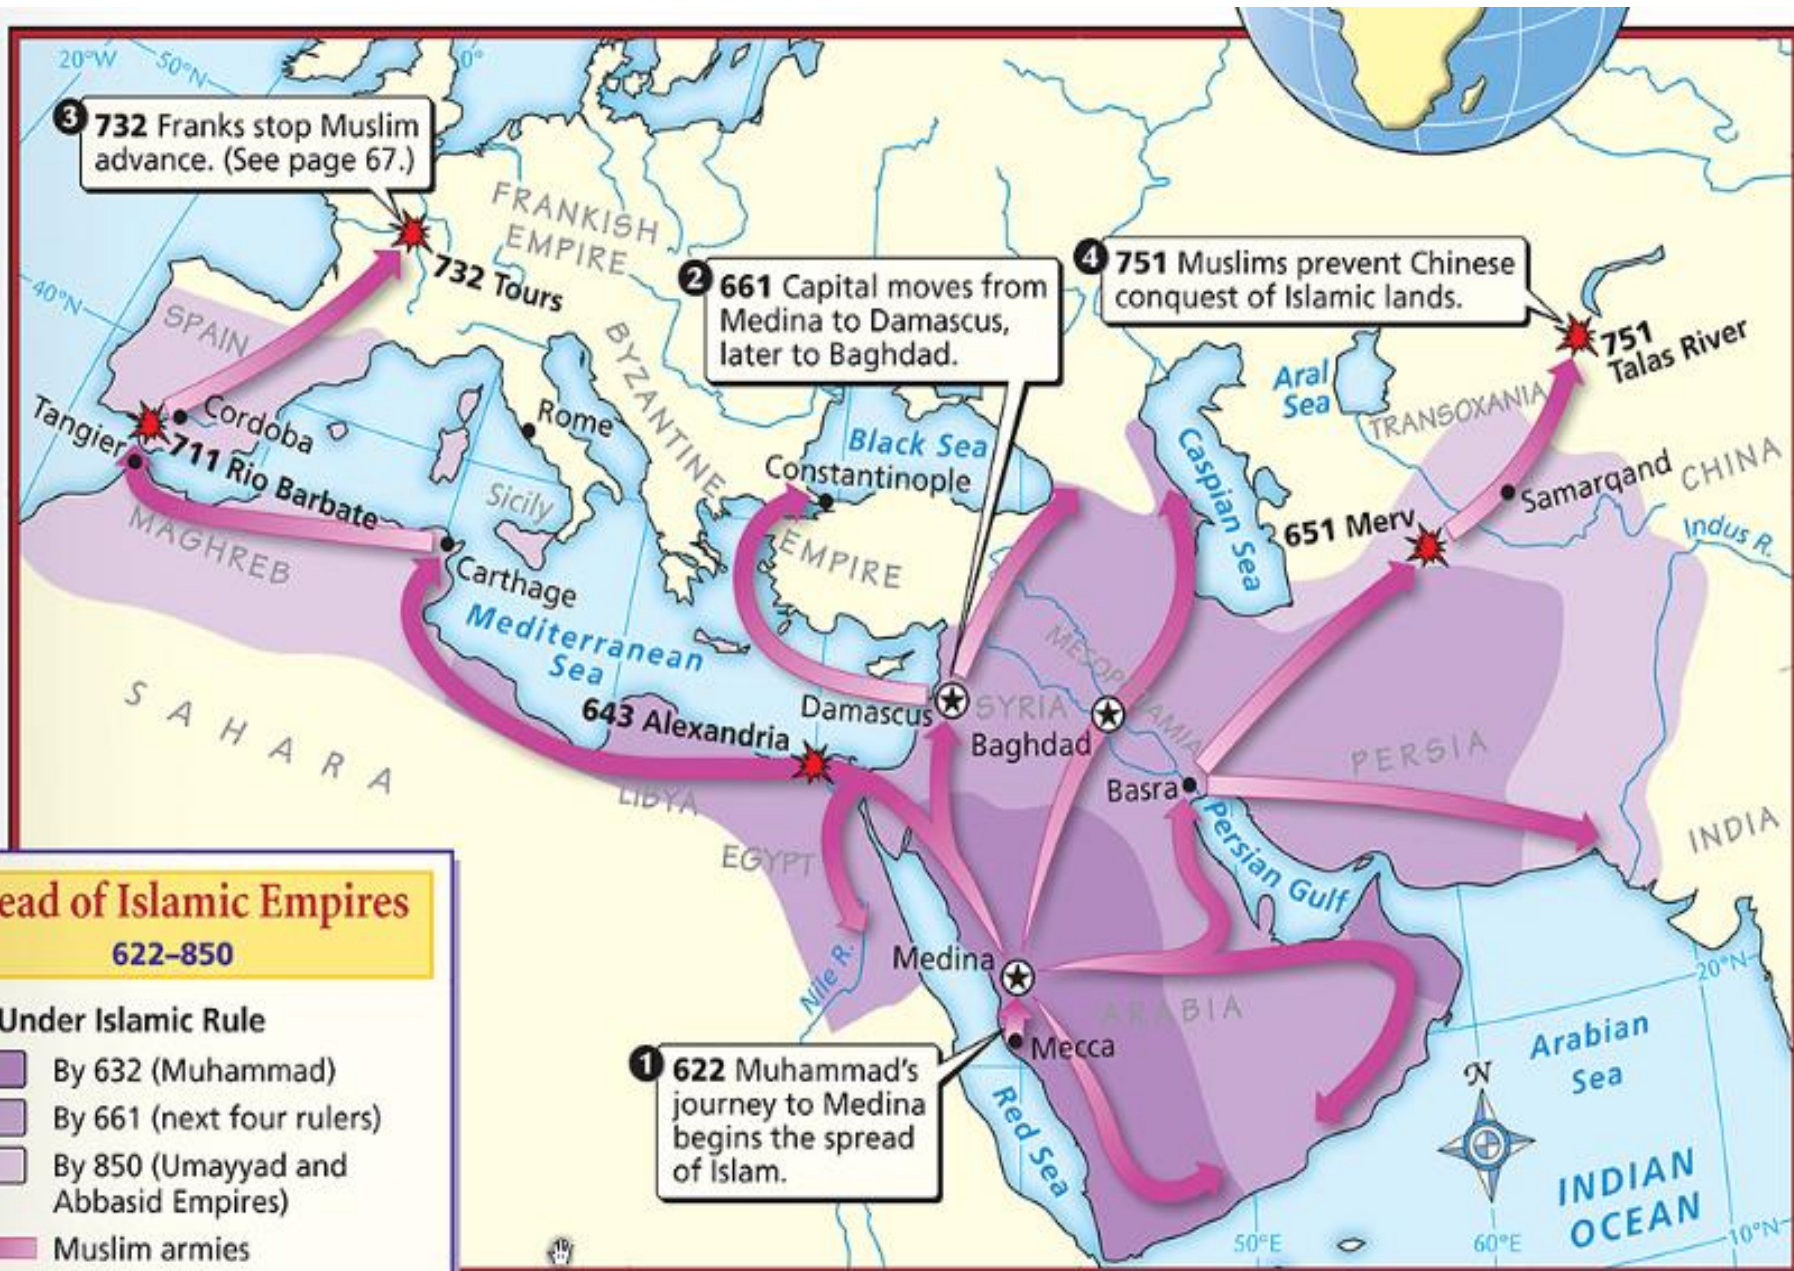 20°W
50°N
0°
3 732 Franks stop Muslim
advance. (See page 67.)
FRANKISH
EMPIRE
732 Tours
40°N
2 661 Capital moves from
Medina to Damascus,
later to Baghdad.
4 751 Muslims prevent Chinese
conquest of Islamic lands.
751
Talas River
SPAIN
BYZANTINE
EMPIRE
Aral
Sea
TRANSOXANIA
CHINA
Tangier
Cordoba
Rome
Black Sea
Constantinople
Caspian Sea
711 Rio Barbate
Sicily
651 Merv
Samarqand
Indus R.
MAGHREB
Carthage
Mediterranean
Sea
MESOPOTAMIA
SAHARA
643 Alexandria
Damascus
SYRIA
Baghdad
PERSIA
LIBYA
Basra
EGYPT
Persian Gulf
INDIA
Nile R.
Medina
ARABIA
20°N
Mecca
Arabian
Sea
N
1 622 Muhammad's
journey to Medina
begins the spread
of Islam.
Red Sea
INDIAN
OCEAN
50°E
60°E
10°N
ead of Islamic Empires
622–850
Under Islamic Rule
By 632 (Muhammad)
By 661 (next four rulers)
By 850 (Umayyad and
Abbasid Empires)
Muslim armies